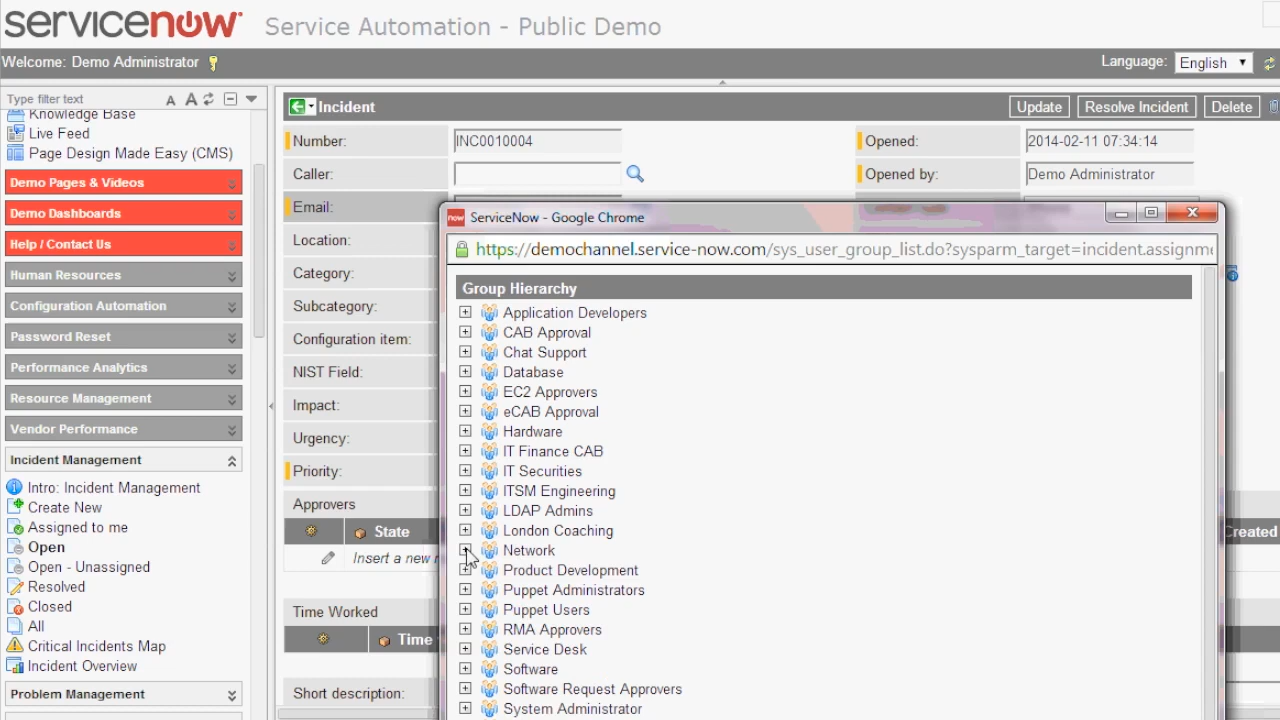 servicenow Service Automation - Public Demo
Welcome: Demo Administrator
Language: English
Type filter text A A
Knowledge Base
Live Feed
Page Design Made Easy (CMS)
Demo Pages & Videos
Demo Dashboards
Help / Contact Us
Human Resources
Configuration Automation
Password Reset
Performance Analytics
Resource Management
Vendor Performance
Incident Management
Intro: Incident Management
Create New
Assigned to me
Open
Open - Unassigned
Resolved
Closed
All
Critical Incidents Map
Incident Overview
Problem Management
Incident
Update Resolve Incident Delete
Number: INC0010004
Opened: 2014-02-11 07:34:14
Caller:
Opened by: Demo Administrator
Email:
Location:
Category:
Subcategory:
Configuration item:
NIST Field:
Impact:
Urgency:
Priority:
Approvers
State
Created
Insert a new
Time Worked
Time
Short description:
now ServiceNow - Google Chrome
https://demochannel.service-now.com/sys_user_group_list.do?sysparm_target=incident.assignme
Group Hierarchy
Application Developers
CAB Approval
Chat Support
Database
EC2 Approvers
eCAB Approval
Hardware
IT Finance CAB
IT Securities
ITSM Engineering
LDAP Admins
London Coaching
Network
Product Development
Puppet Administrators
Puppet Users
RMA Approvers
Service Desk
Software
Software Request Approvers
System Administrator